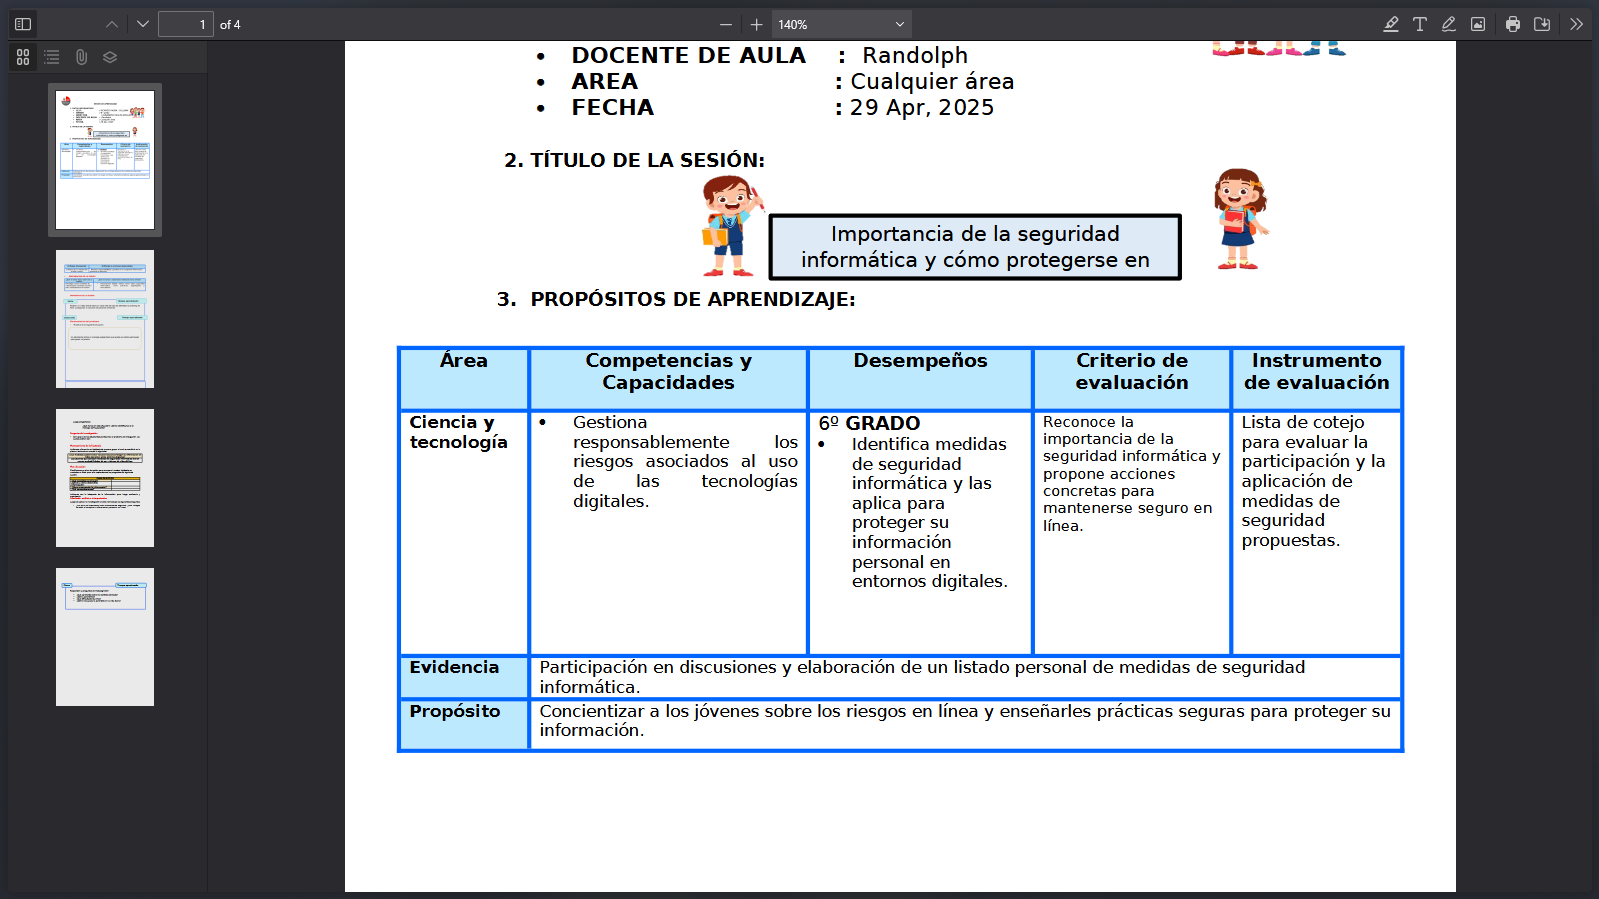 1
of 4
140%
• DOCENTE DE AULA : Randolph
• AREA : Cualquier área
• FECHA : 29 Apr, 2025
2. TÍTULO DE LA SESIÓN:
Importancia de la seguridad
informática y cómo protegerse en
3. PROPÓSITOS DE APRENDIZAJE:
Área
Competencias y
Capacidades
Desempeños
Criterio de
evaluación
Instrumento
de evaluación
Ciencia y
tecnología
• Gestiona
responsablemente los
riesgos asociados al uso
de las tecnologías
digitales.
6º GRADO
• Identifica medidas
de seguridad
informática y las
aplica para
proteger su
información
personal en
entornos digitales.
Reconoce la
importancia de la
seguridad informática y
propone acciones
concretas para
mantenerse seguro en
línea.
Lista de cotejo
para evaluar la
participación y la
aplicación de
medidas de
seguridad
propuestas.
Evidencia
Participación en discusiones y elaboración de un listado personal de medidas de seguridad
informática.
Propósito
Concientizar a los jóvenes sobre los riesgos en línea y enseñarles prácticas seguras para proteger su
información.